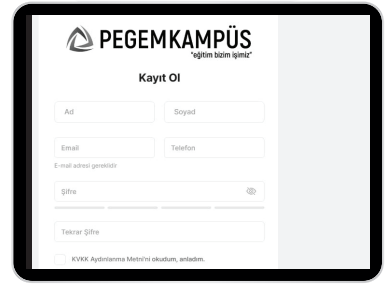 PEGEMKAMPÜS
"eğitim bizim işimiz"
Kayıt Ol
Ad
Soyad
Email
Telefon
E-mail adresi gereklidir
Şifre
Tekrar Şifre
KVKK Aydınlanma Metni'ni okudum, anladım.